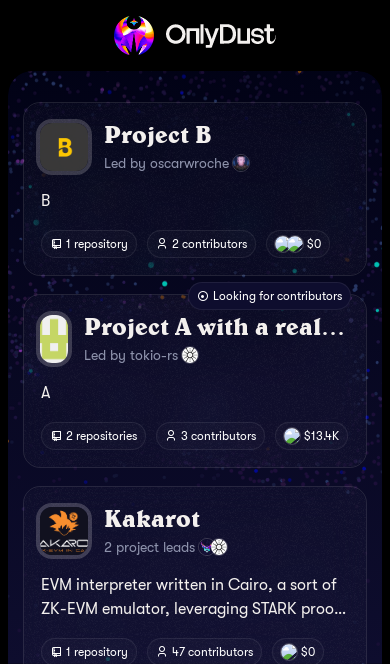 OnlyDust
B
Project B
Led by oscarwroche
B
1 repository
2 contributors
$0
Looking for contributors
Project A with a real...
Led by tokio-rs
A
2 repositories
3 contributors
$13.4K
AKARO
Kakarot
2 project leads
EVM interpreter written in Cairo, a sort of
ZK-EVM emulator, leveraging STARK proo...
1 repository
47 contributors
$0